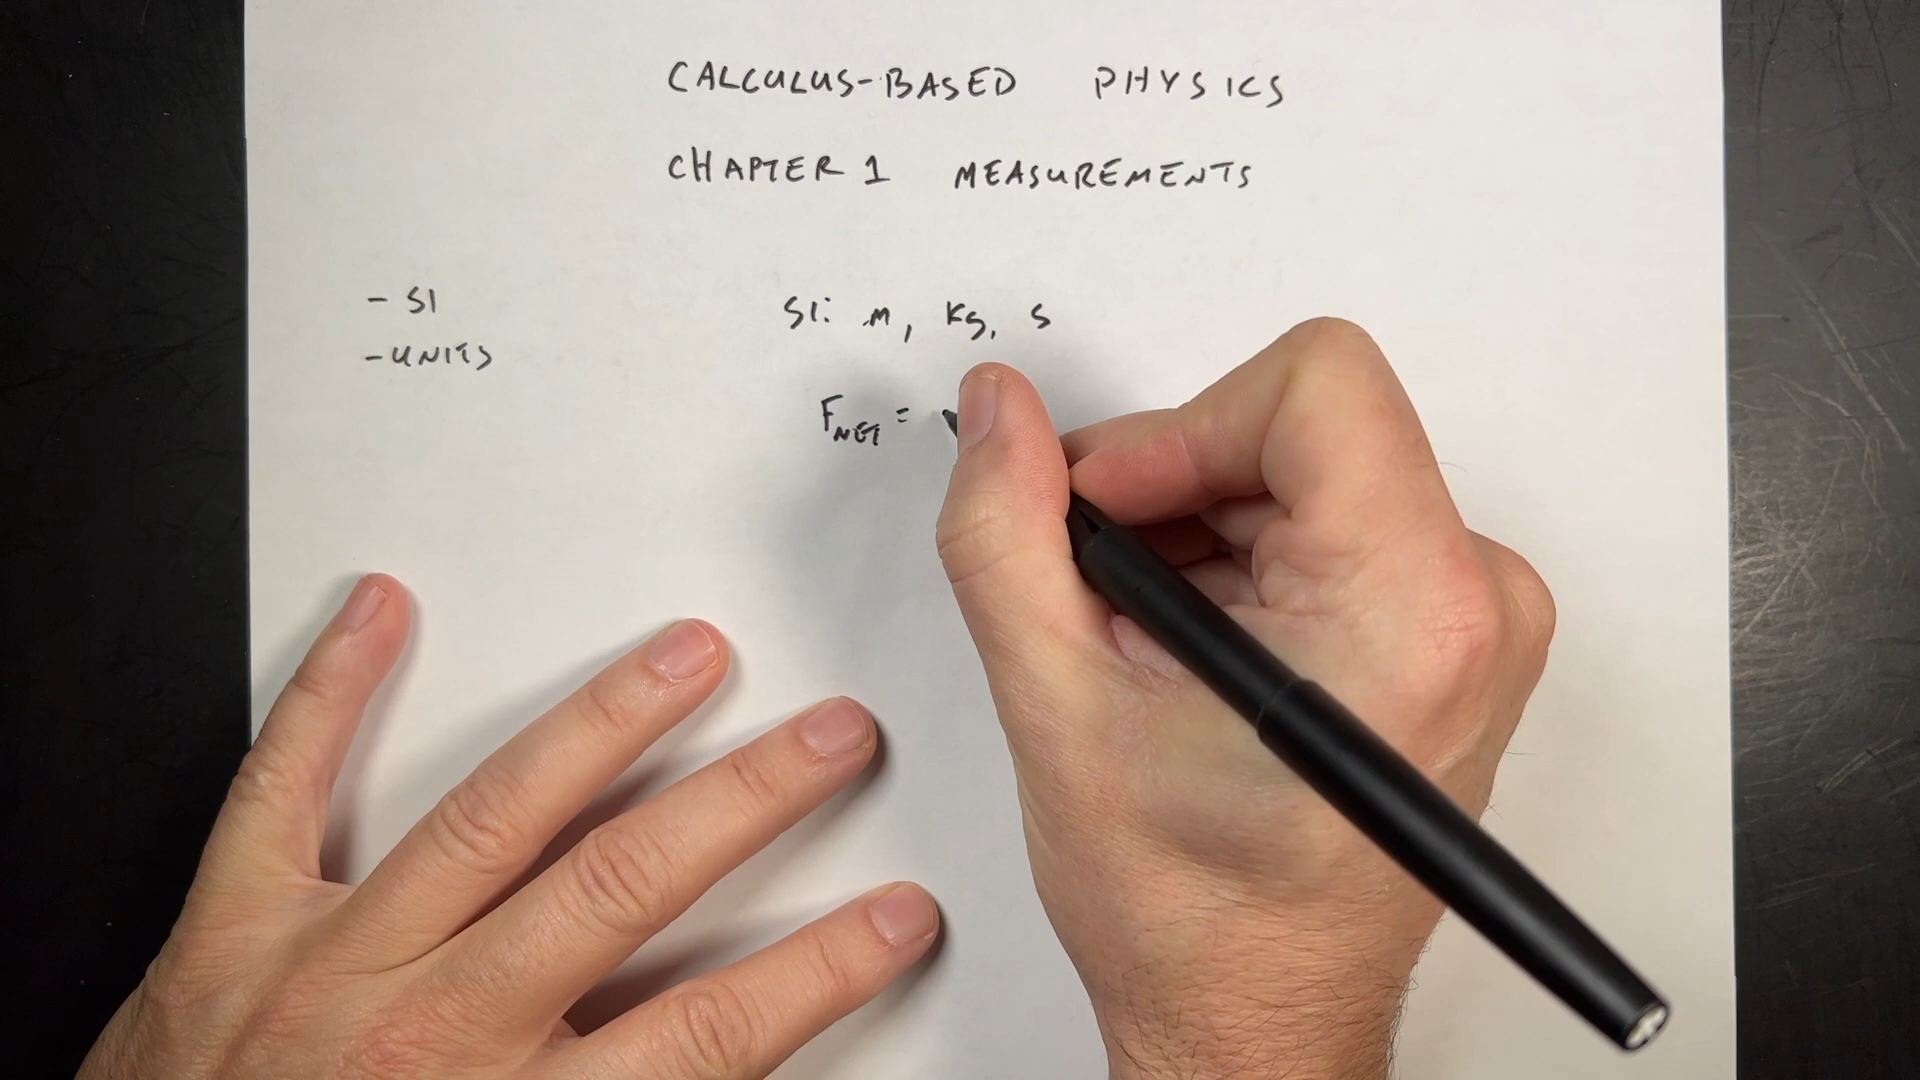 CALCULUS-BASED PHYSICS
CHAPTER 1 MEASUREMENTS
- SI
- UNITS
SI: m, kg, s
FNET =